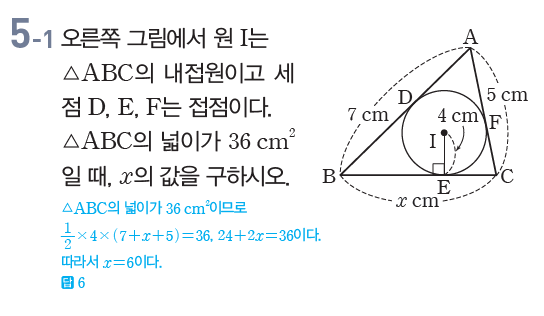 5-1 오른쪽 그림에서 원 I는
△ABC의 내접원이고 세
점 D, E, F는 접점이다.
△ABC의 넓이가 36 cm²
일 때, x의 값을 구하시오.
△ABC의 넓이가 36 cm²이므로
1/2×4×(7+x+5)=36, 24+2x=36이다.
따라서 x=6이다.
답 6
A
D
5 cm
7 cm
4 cm
F
I
B
E
C
x cm